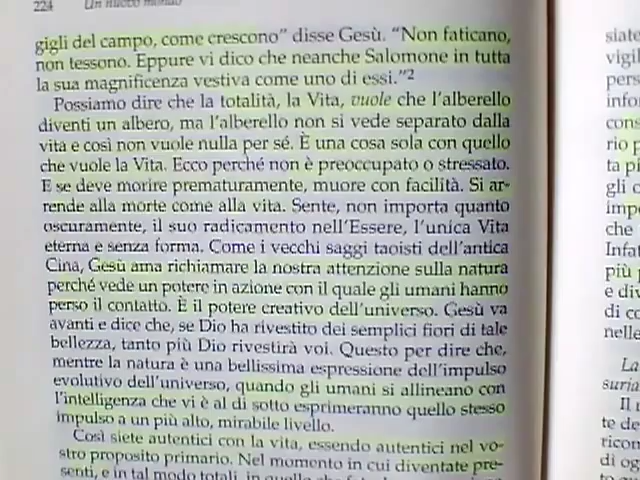 224 Un nuovo mondo
gigli del campo, come crescono” disse Gesù. “Non faticano,
non tessono. Eppure vi dico che neanche Salomone in tutta
la sua magnificenza vestiva come uno di essi.”2
Possiamo dire che la totalità, la Vita, vuole che l’alberello
diventi un albero, ma l’alberello non si vede separato dalla
vita e così non vuole nulla per sé. È una cosa sola con quello
che vuole la Vita. Ecco perché non è preoccupato o stressato.
E se deve morire prematuramente, muore con facilità. Si ar-
rende alla morte come alla vita. Sente, non importa quanto
oscuramente, il suo radicamento nell’Essere, l’unica Vita
eterna e senza forma. Come i vecchi saggi taoisti dell’antica
Cina, Gesù ama richiamare la nostra attenzione sulla natura
perché vede un potere in azione con il quale gli umani hanno
perso il contatto. È il potere creativo dell’universo. Gesù va
avanti e dice che, se Dio ha rivestito dei semplici fiori di tale
bellezza, tanto più Dio rivestirà voi. Questo per dire che,
mentre la natura è una bellissima espressione dell’impulso
evolutivo dell’universo, quando gli umani si allineano con
l’intelligenza che vi è al di sotto esprimeranno quello stesso
impulso a un più alto, mirabile livello.
Così siete autentici con la vita, essendo autentici nel vo-
stro proposito primario. Nel momento in cui diventate pre-
senti, e in tal modo totali, in
siate
vigil
pers
infor
cons
rio p
ta pi
gli c
impo
che
Infat
più
e div
di co
nelle
La
suria
Il
te de
ricon
di og